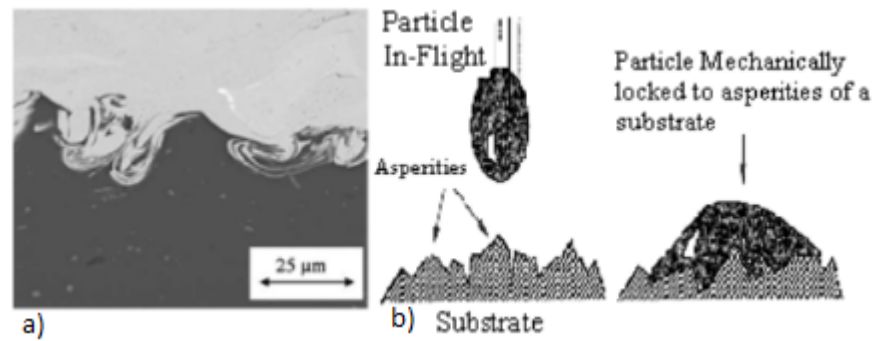 25 µm
a)
Particle
In-Flight
Asperities
b)
Substrate
Particle Mechanically
locked to asperities of a
substrate